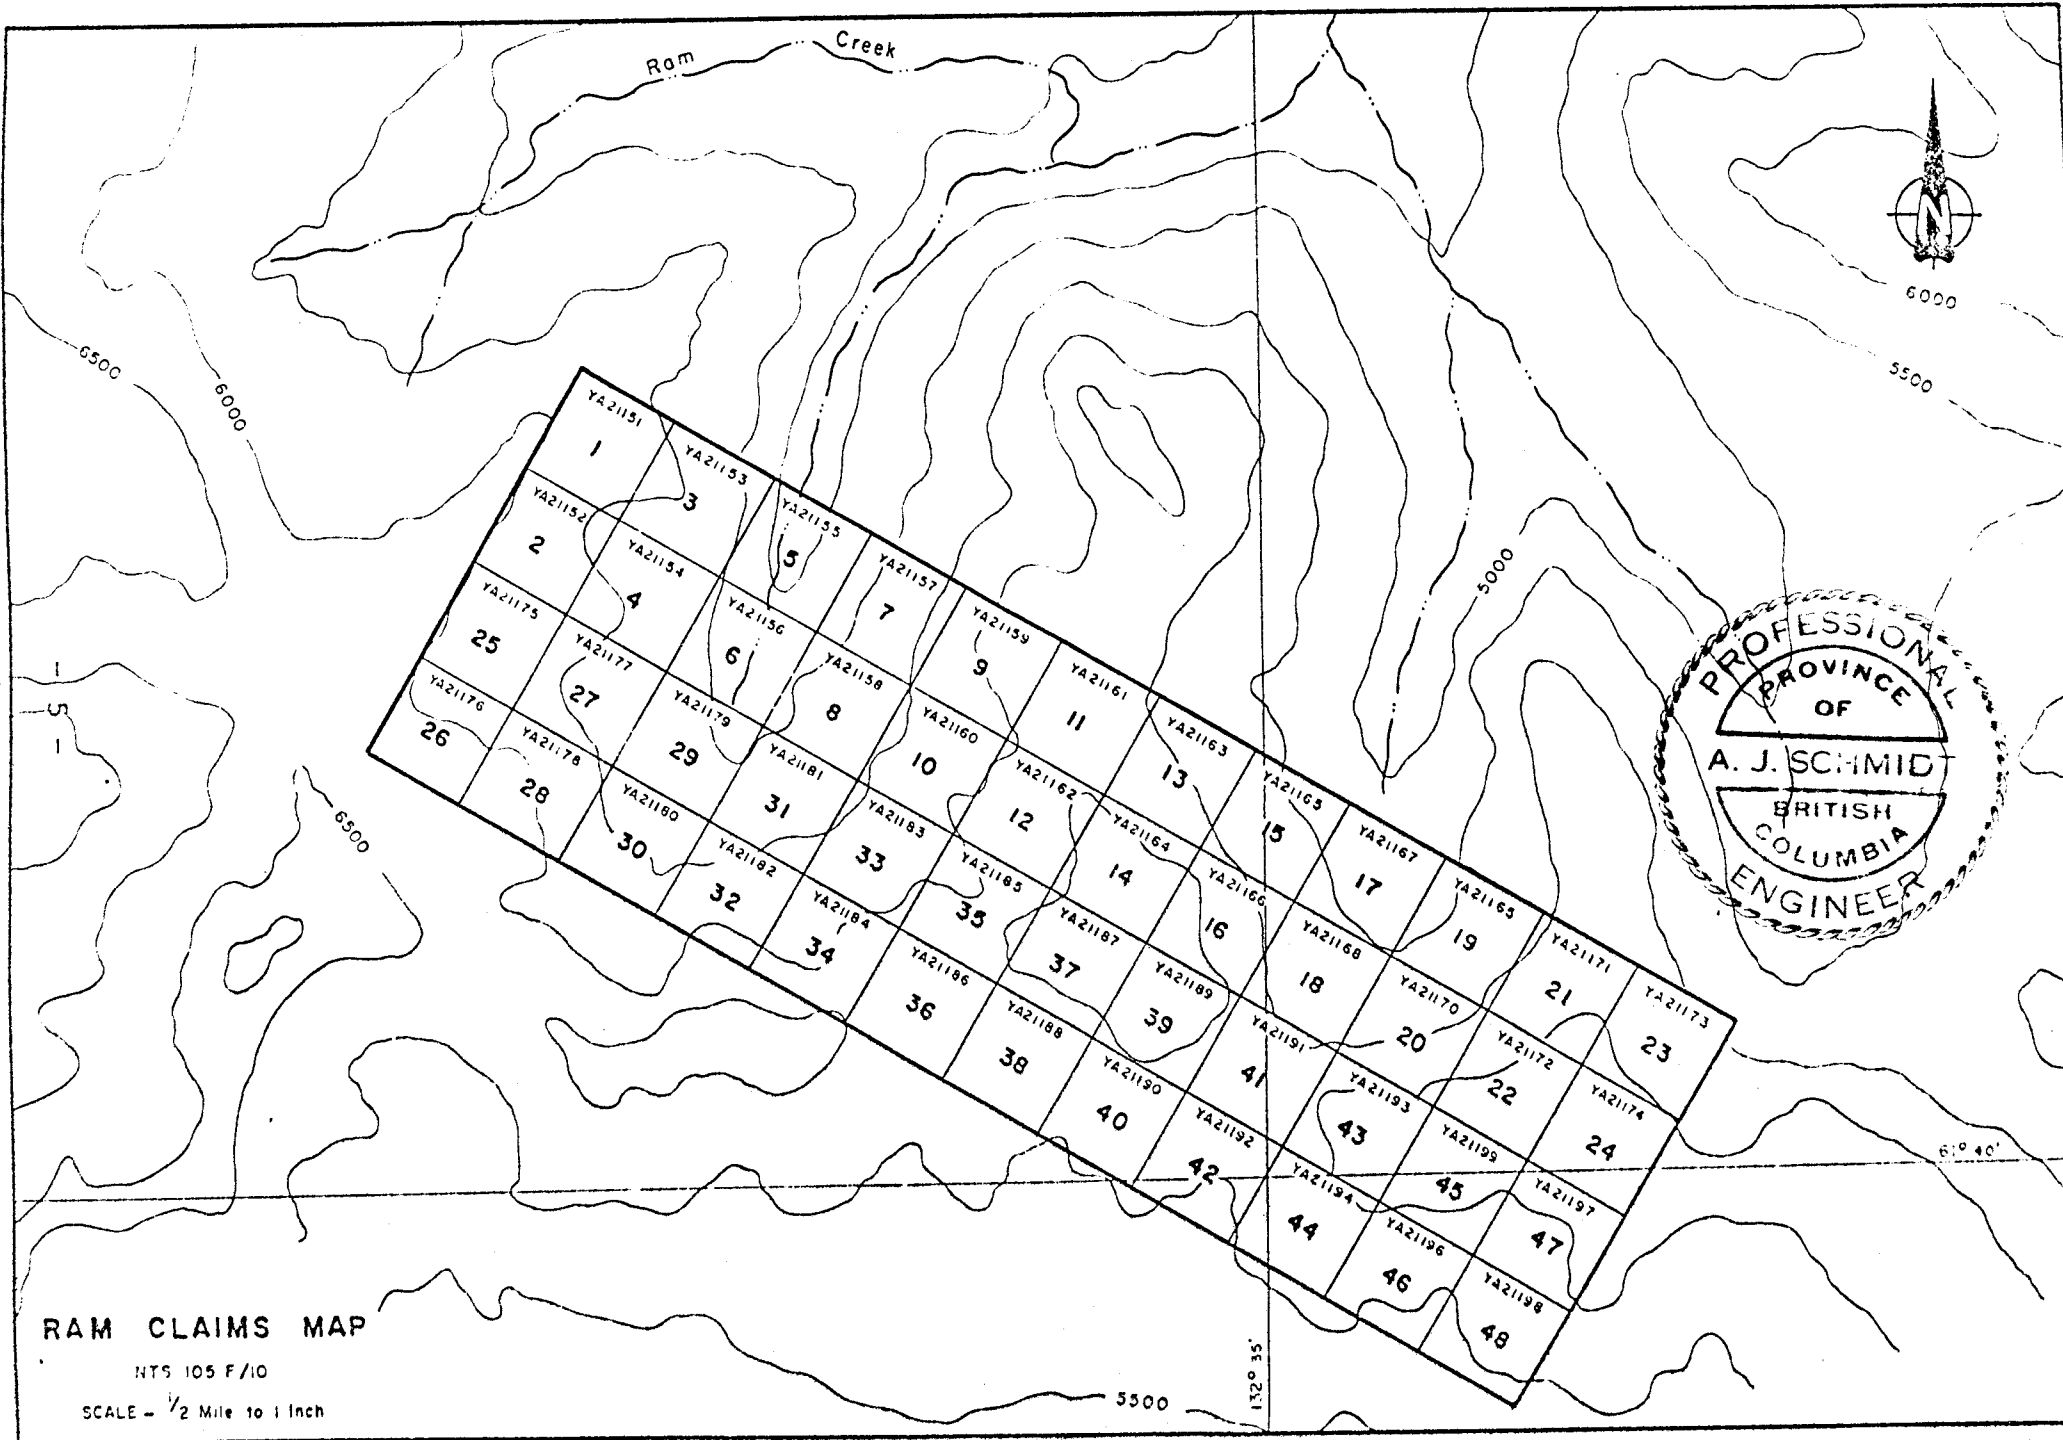 Ram Creek
N
6000
5500
6500
6000
5000
6500
5500
YA21151
1
YA21153
3
YA21155
5
YA21157
7
YA21159
9
YA21161
11
YA21163
13
YA21165
15
YA21167
17
YA21165
19
YA21171
21
YA21173
23
YA21152
2
YA21154
4
YA21156
6
YA21158
8
YA21160
10
YA21162
12
YA21164
14
YA21166
16
YA21168
18
YA21170
20
YA21172
22
YA21174
24
YA21175
25
YA21177
27
YA21179
29
YA21181
31
YA21183
33
YA21185
35
YA21187
37
YA21189
39
YA21191
41
YA21193
43
YA21199
45
YA21197
47
YA21176
26
YA21178
28
YA21180
30
YA21182
32
YA21184
34
YA21186
36
YA21188
38
YA21190
40
YA21192
42
YA21194
44
YA21196
46
YA21198
48
PROFESSIONAL
PROVINCE
OF
A. J. SCHMID
BRITISH
COLUMBIA
ENGINEER
- 5 -
61° 40'
132° 35'
RAM CLAIMS MAP
NTS 105 F/10
SCALE - 1/2 Mile to 1 Inch